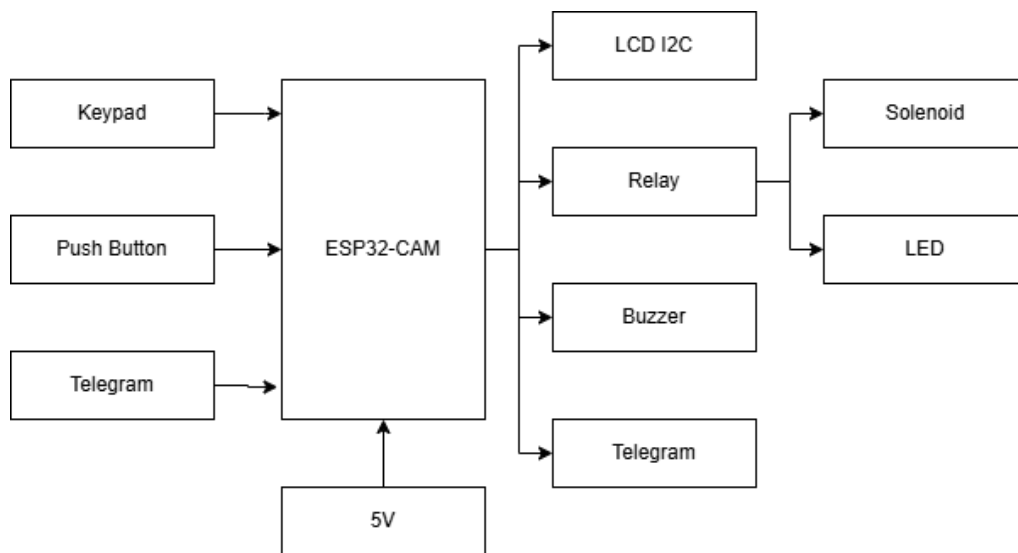 LCD I2C
Keypad
Solenoid
Relay
Push Button
ESP32-CAM
LED
Buzzer
Telegram
Telegram
5V